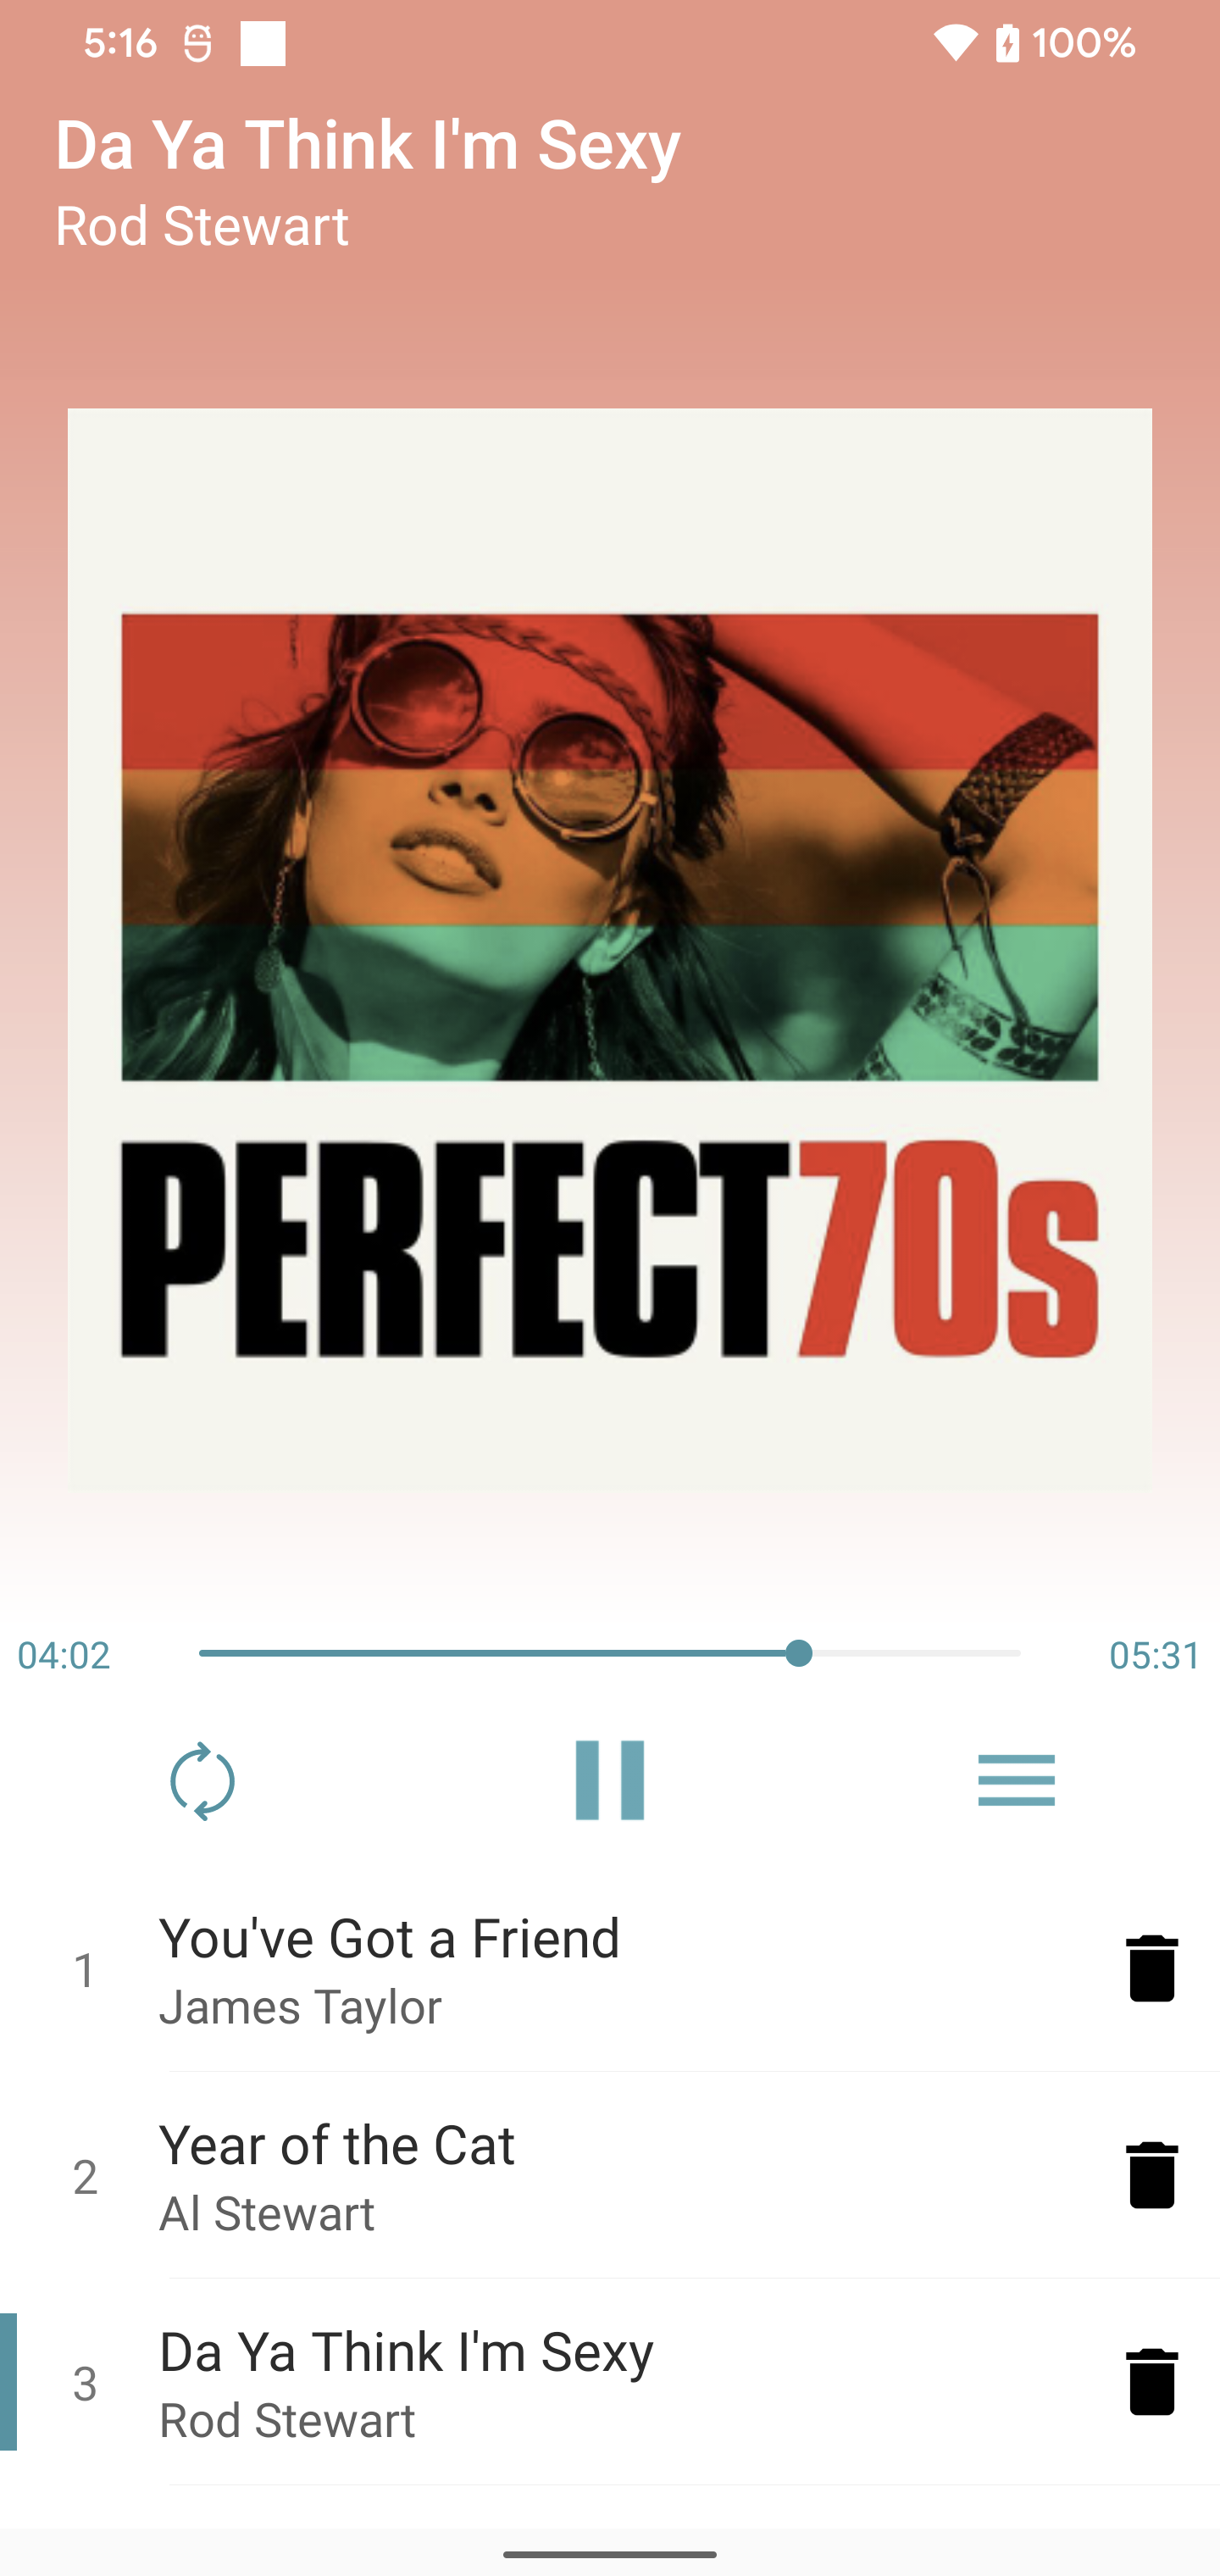 5:16 100%
Da Ya Think I'm Sexy
Rod Stewart
PERFECT70s
04:02 05:31
1 You've Got a Friend
James Taylor
2 Year of the Cat
Al Stewart
3 Da Ya Think I'm Sexy
Rod Stewart